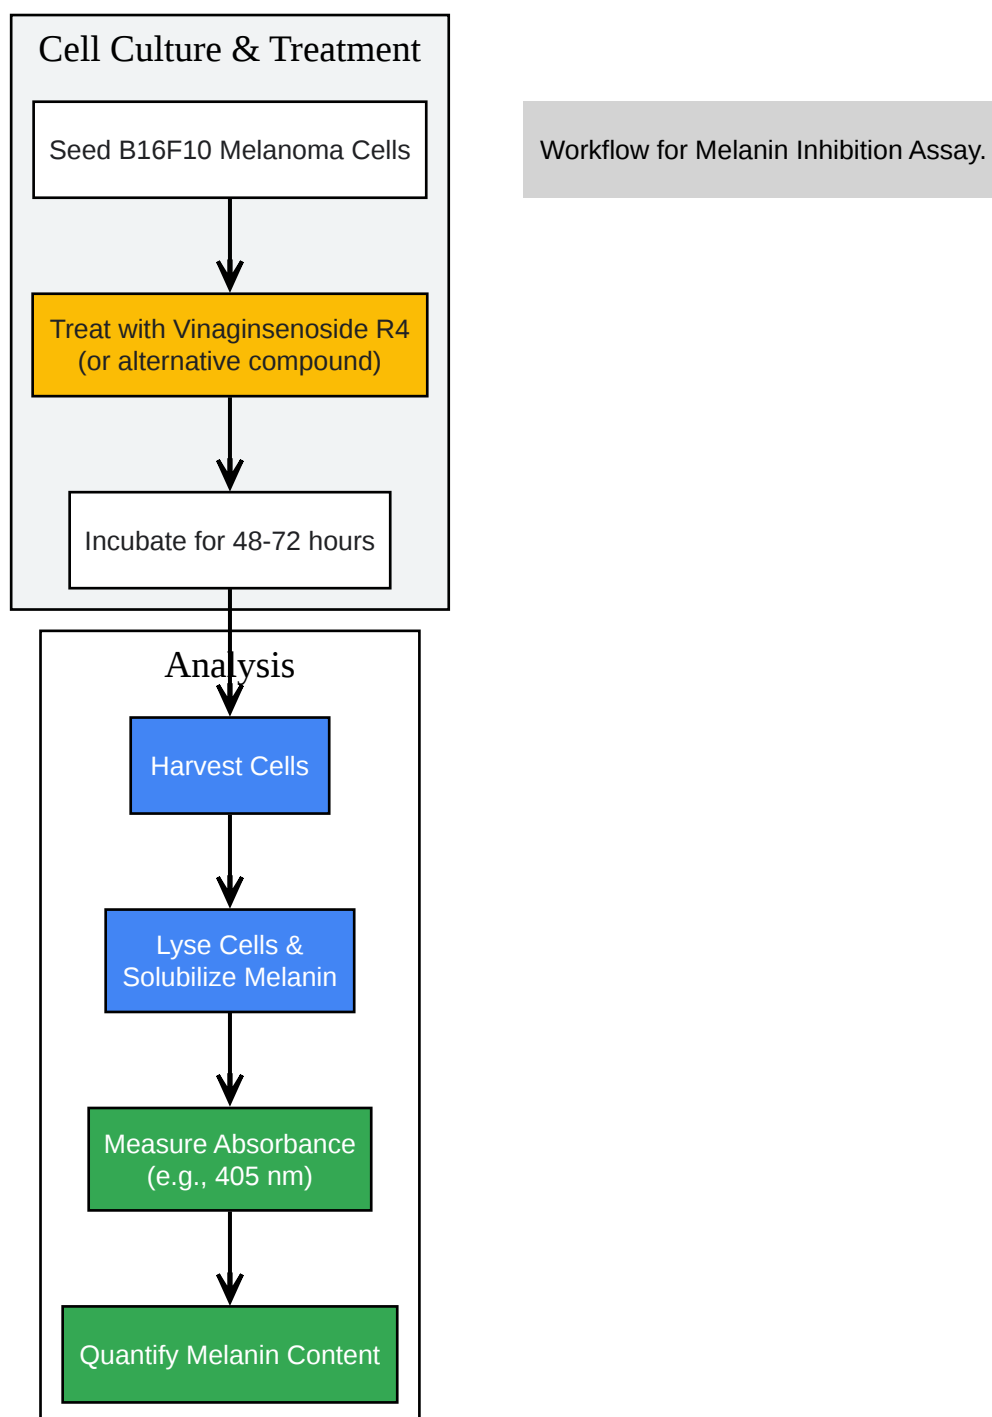 Cell Culture & Treatment
Seed B16F10 Melanoma Cells
Workflow for Melanin Inhibition Assay.
Treat with Vinaginsenoside R4
(or alternative compound)
Incubate for 48-72 hours
Analysis
Harvest Cells
Lyse Cells &
Solubilize Melanin
Measure Absorbance
(e.g., 405 nm)
Quantify Melanin Content